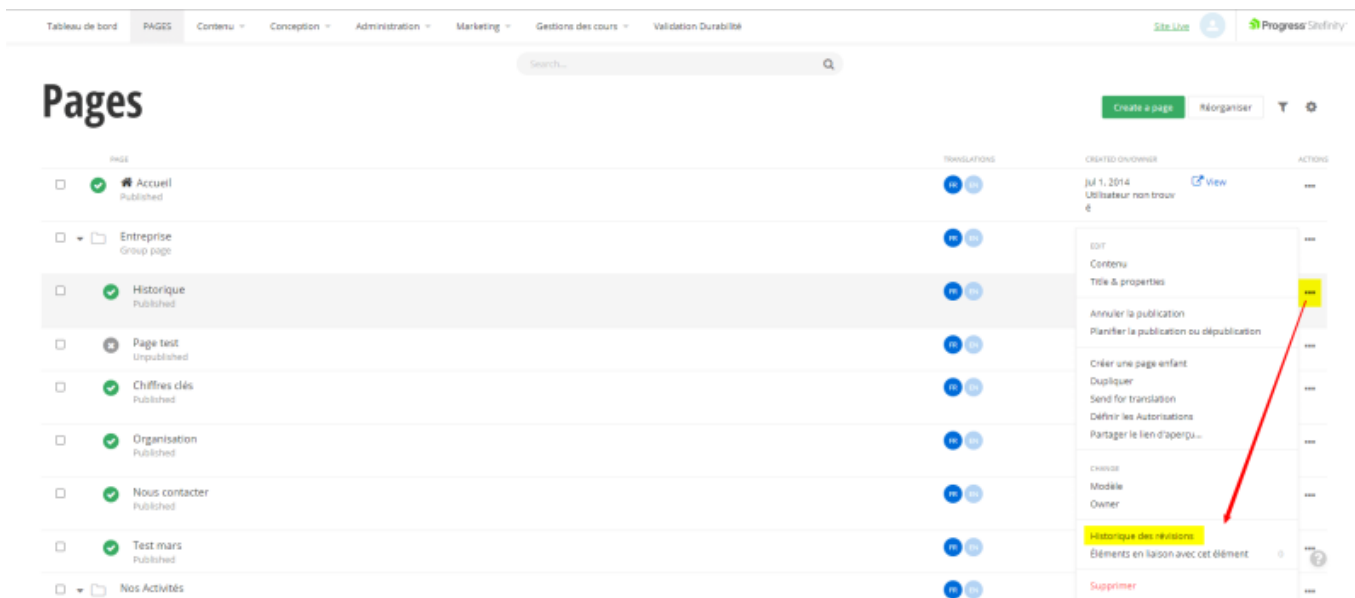 Tableau de bord PAGES Contenu Conception Administration Marketing Gestions des cours Validation Durabilité Site Live Progress Sitefinity
Search...
Pages
Create a page Réorganiser
PAGE TRANSLATIONS CREATED ON/OWNER ACTIONS
Accueil FR EN Jul 1, 2014 View
Published Utilisateur non trouv
é
Entreprise FR EN
Group page
EDIT
Contenu
Historique FR EN Title & properties
Published
Annuler la publication
Planifier la publication ou dépublication
Page test FR EN
Unpublished
Créer une page enfant
Chiffres clés FR EN Dupliquer
Published Send for translation
Définir les Autorisations
Organisation FR EN Partager le lien d'aperçu...
Published
CHANGE
Nous contacter FR EN Modèle
Published Owner
Historique des révisions
Test mars FR EN Éléments en liaison avec cet élément 0
Published
Nos Activités FR EN Supprimer